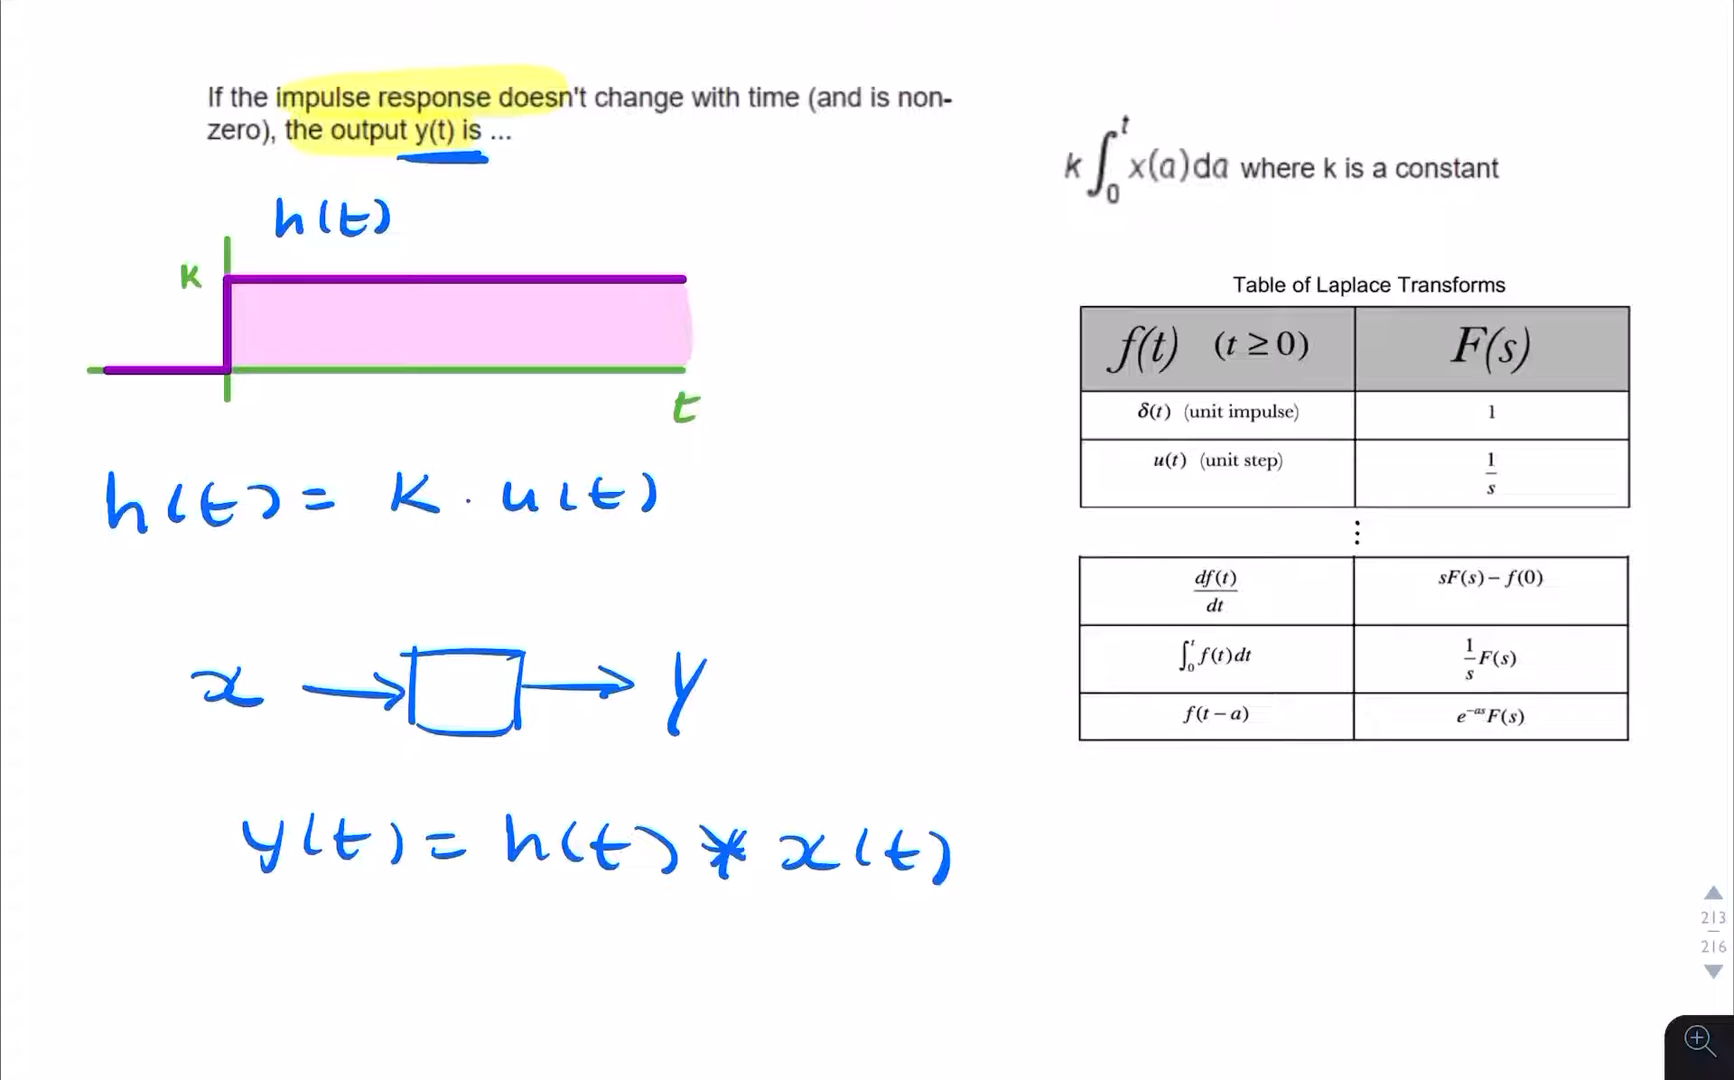 If the impulse response doesn't change with time (and is non-
zero), the output y(t) is ...
h(t)
K
t
h(t) = K . u(t)
x → y
y(t) = h(t) * x(t)
k∫₀ᵗ x(a)da where k is a constant
Table of Laplace Transforms
f(t) (t ≥ 0) F(s)
δ(t) (unit impulse) 1
u(t) (unit step) 1/s
⋮
df(t)/dt sF(s) − f(0)
∫₀ᵗ f(t)dt 1/s F(s)
f(t − a) e⁻ᵃˢF(s)
213
216